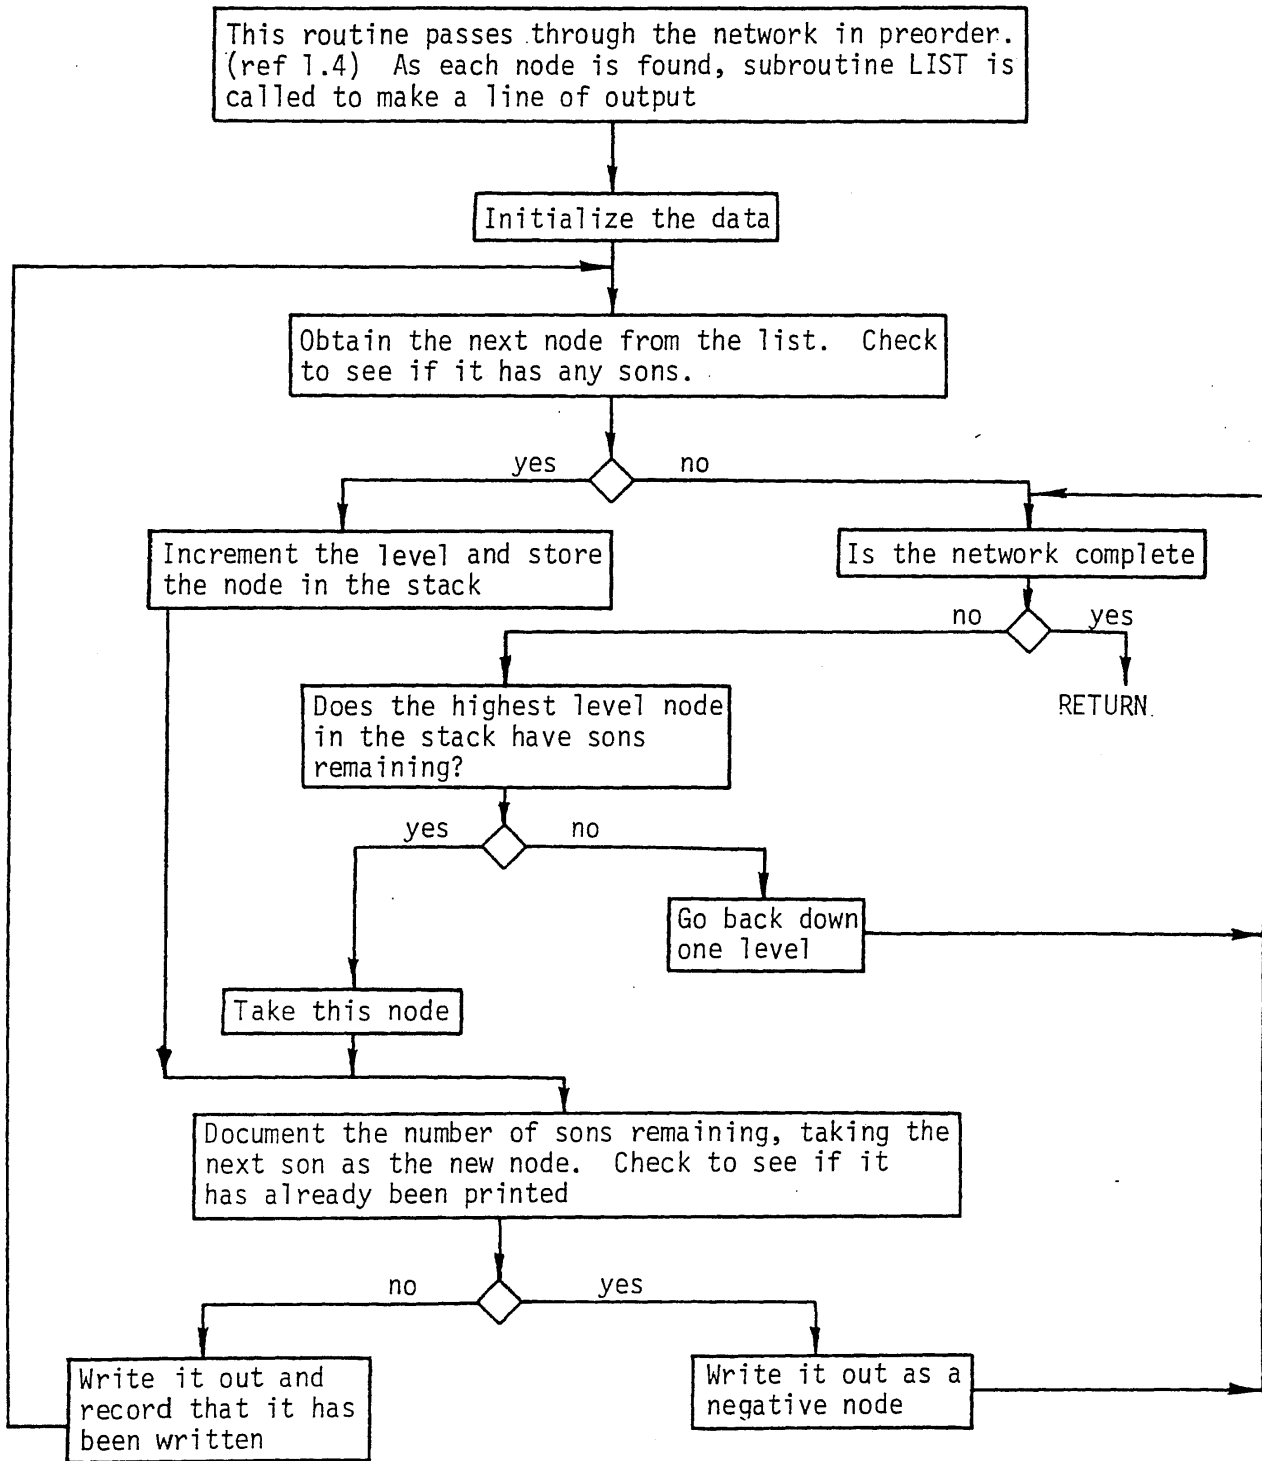 This routine passes through the network in preorder.
(ref 1.4) As each node is found, subroutine LIST is
called to make a line of output
Initialize the data
Obtain the next node from the list. Check
to see if it has any sons.
yes
no
Increment the level and store
the node in the stack
Is the network complete
no
yes
RETURN
Does the highest level node
in the stack have sons
remaining?
yes
no
Go back down
one level
Take this node
Document the number of sons remaining, taking the
next son as the new node. Check to see if it
has already been printed
no
yes
Write it out and
record that it has
been written
Write it out as a
negative node